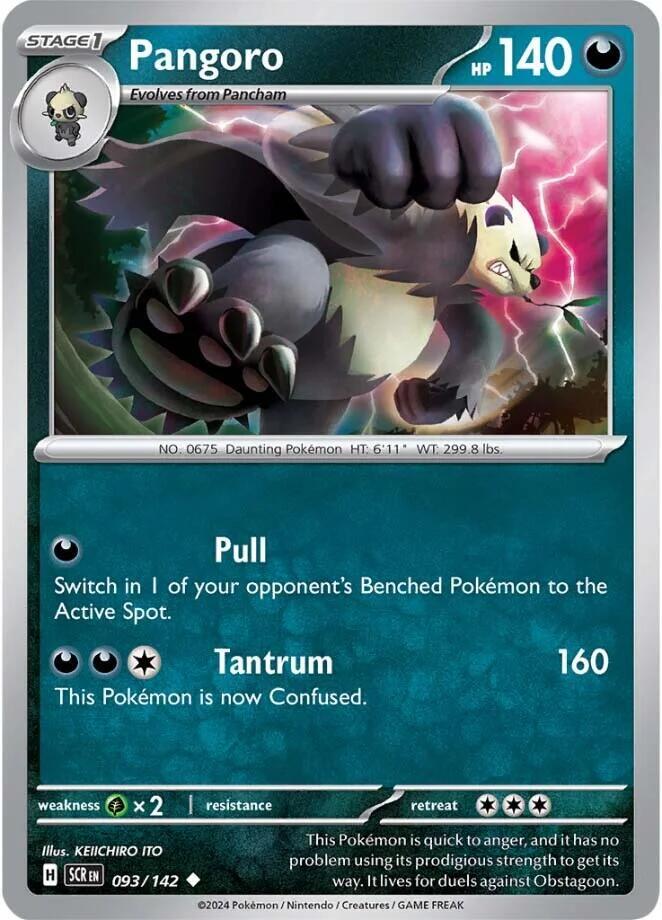 STAGE1
Pangoro
HP 140
Evolves from Pancham
NO. 0675 Daunting Pokémon HT: 6'11" WT: 299.8 lbs.
Pull
Switch in 1 of your opponent's Benched Pokémon to the
Active Spot.
Tantrum 160
This Pokémon is now Confused.
weakness ×2 resistance retreat
Illus. KEIICHIRO ITO
H SCR EN 093/142
This Pokémon is quick to anger, and it has no
problem using its prodigious strength to get its
way. It lives for duels against Obstagoon.
©2024 Pokémon / Nintendo / Creatures / GAME FREAK